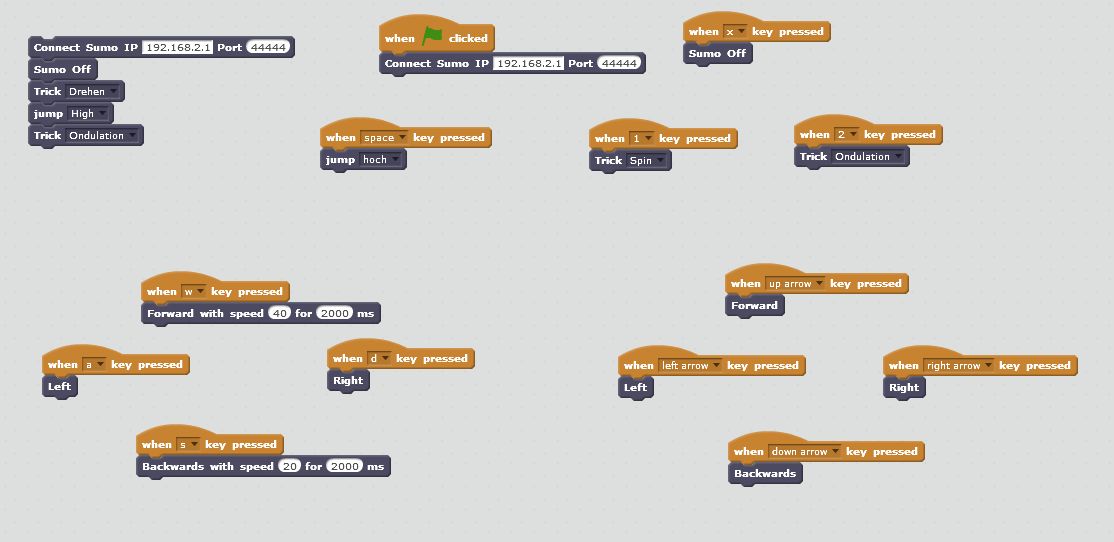 Connect Sumo IP 192.168.2.1 Port 44444
Sumo Off
Trick Drehen
jump High
Trick Ondulation
when clicked
Connect Sumo IP 192.168.2.1 Port 44444
when x key pressed
Sumo Off
when space key pressed
jump hoch
when 1 key pressed
Trick Spin
when 2 key pressed
Trick Ondulation
when w key pressed
Forward with speed 40 for 2000 ms
when a key pressed
Left
when d key pressed
Right
when s key pressed
Backwards with speed 20 for 2000 ms
when up arrow key pressed
Forward
when left arrow key pressed
Left
when right arrow key pressed
Right
when down arrow key pressed
Backwards